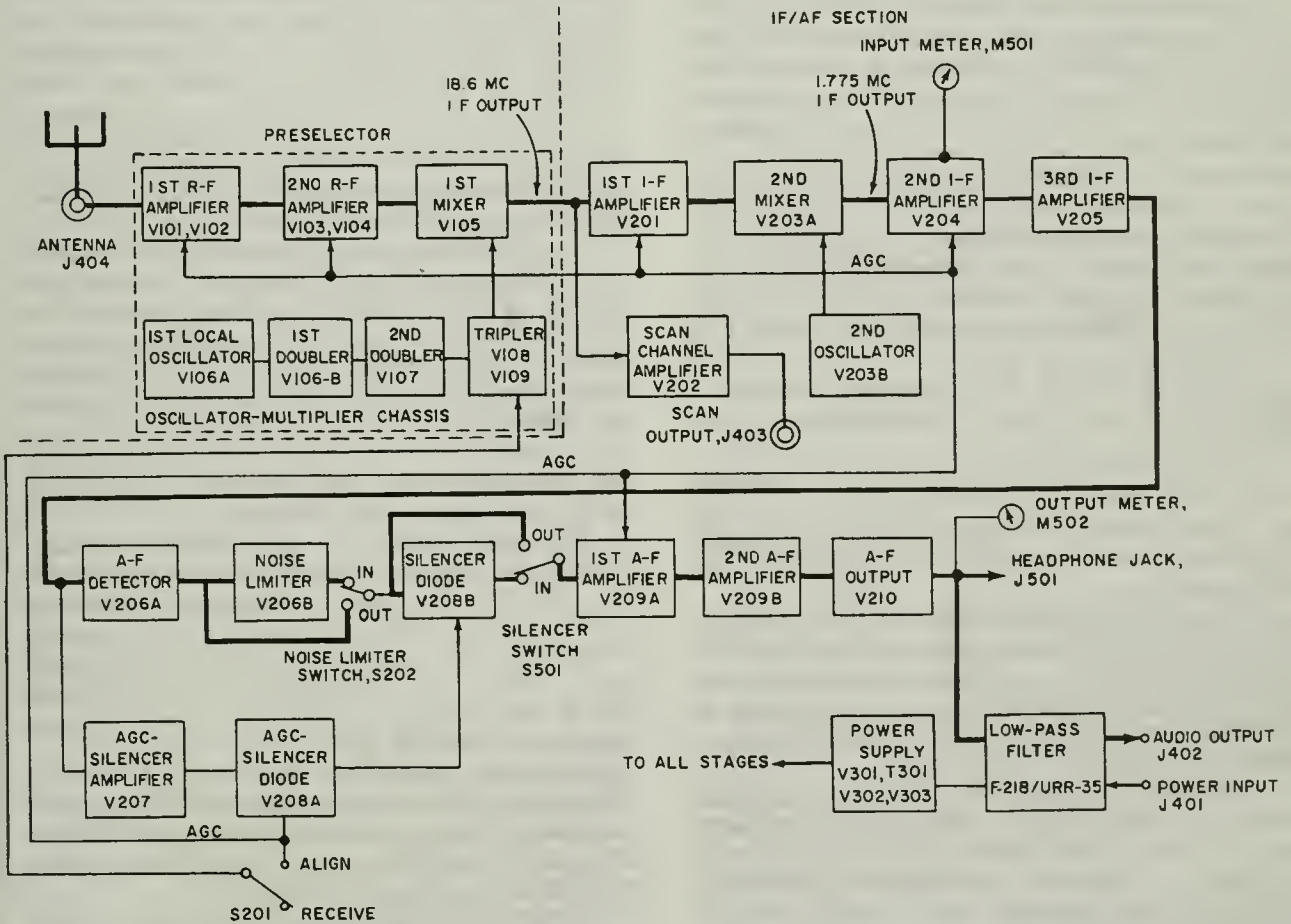 IF/AF SECTION
INPUT METER, M501
18.6 MC
I F OUTPUT
1.775 MC
I F OUTPUT
PRESELECTOR
1ST R-F
AMPLIFIER
V101, V102
2NO R-F
AMPLIFIER
V103, V104
1ST
MIXER
V105
1ST I-F
AMPLIFIER
V201
2ND
MIXER
V203A
2ND I-F
AMPLIFIER
V204
3RD I-F
AMPLIFIER
V205
ANTENNA
J404
AGC
1ST LOCAL
OSCILLATOR
V106A
1ST
DOUBLER
V106-B
2ND
DOUBLER
V107
TRIPLER
V108
V109
SCAN
CHANNEL
AMPLIFIER
V202
2ND
OSCILLATOR
V203B
OSCILLATOR-MULTIPLIER CHASSIS
SCAN
OUTPUT, J403
AGC
OUTPUT METER,
M502
HEADPHONE JACK,
J501
A-F
DETECTOR
V206A
NOISE
LIMITER
V206B
IN
OUT
SILENCER
DIODE
V208B
OUT
IN
1ST A-F
AMPLIFIER
V209A
2ND A-F
AMPLIFIER
V209B
A-F
OUTPUT
V210
NOISE LIMITER
SWITCH, S202
SILENCER
SWITCH
S501
AGC-
SILENCER
AMPLIFIER
V207
AGC-
SILENCER
DIODE
V208A
TO ALL STAGES
POWER
SUPPLY
V301, T301
V302, V303
LOW-PASS
FILTER
F-218/URR-35
AUDIO OUTPUT
J402
POWER INPUT
J401
AGC
ALIGN
S201
RECEIVE